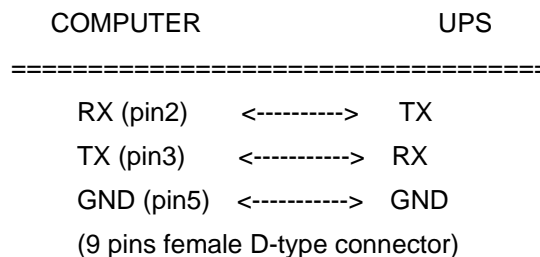 COMPUTER UPS
===================================
RX (pin2) <----------> TX
TX (pin3) <-----------> RX
GND (pin5) <-----------> GND
(9 pins female D-type connector)